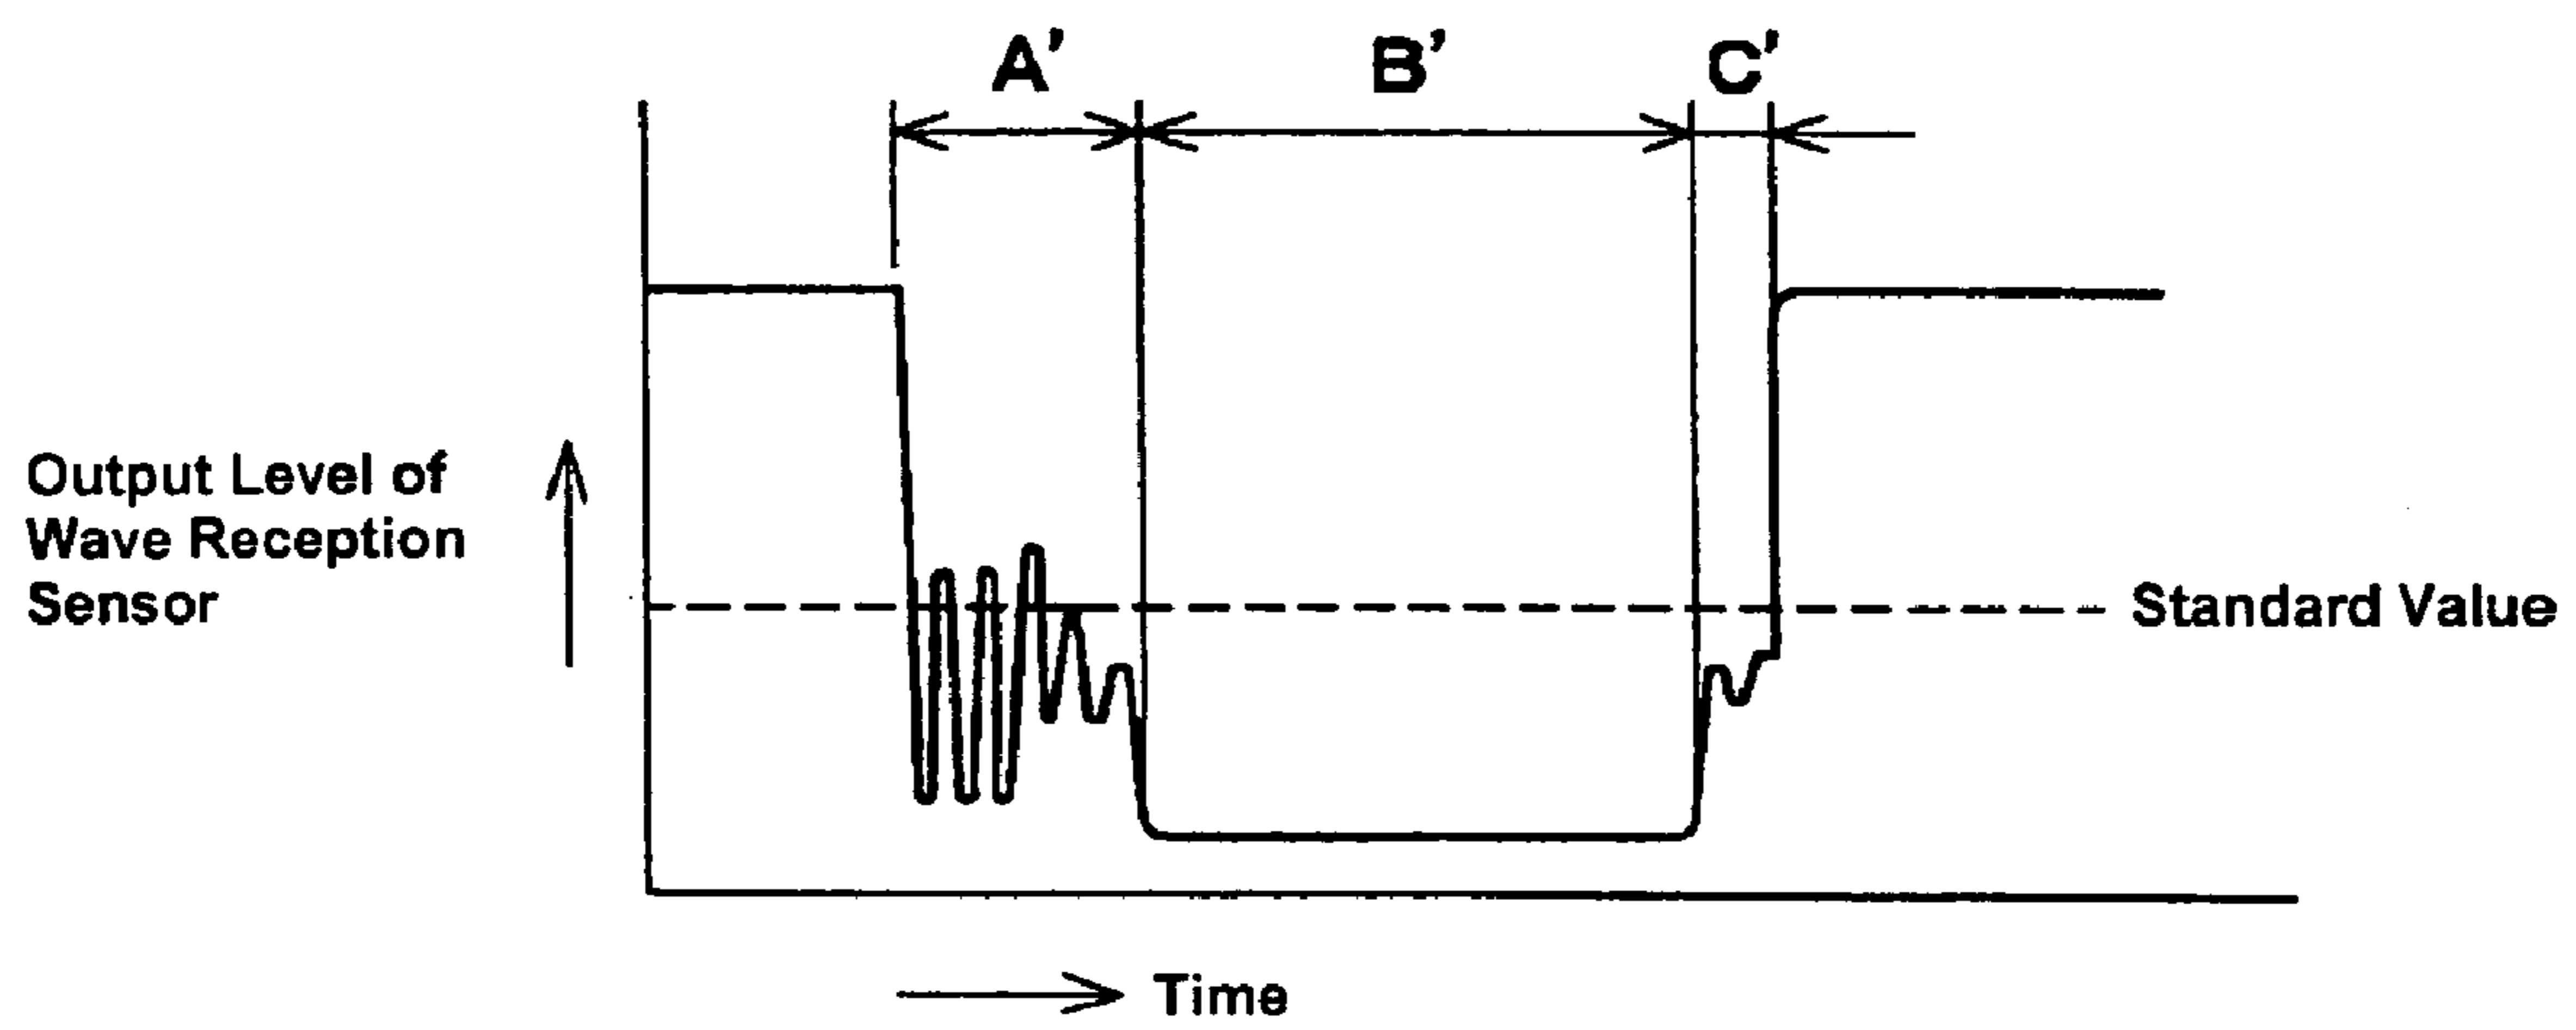 A’
B’
C’
Output Level of
Wave Reception
Sensor
Standard Value
Time